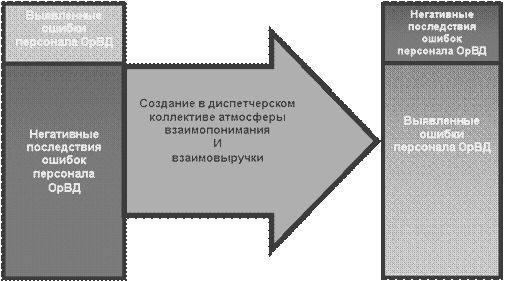 Выявленные
ошибки
персонала ОрВД
Негативные
последствия
ошибок
персонала
ОрВД
Создание в диспетчерском
коллективе атмосферы
взаимопонимания
И
взаимовыручки
Негативные
последствия
ошибок
персонала ОрВД
Выявленные
ошибки
персонала ОрВД